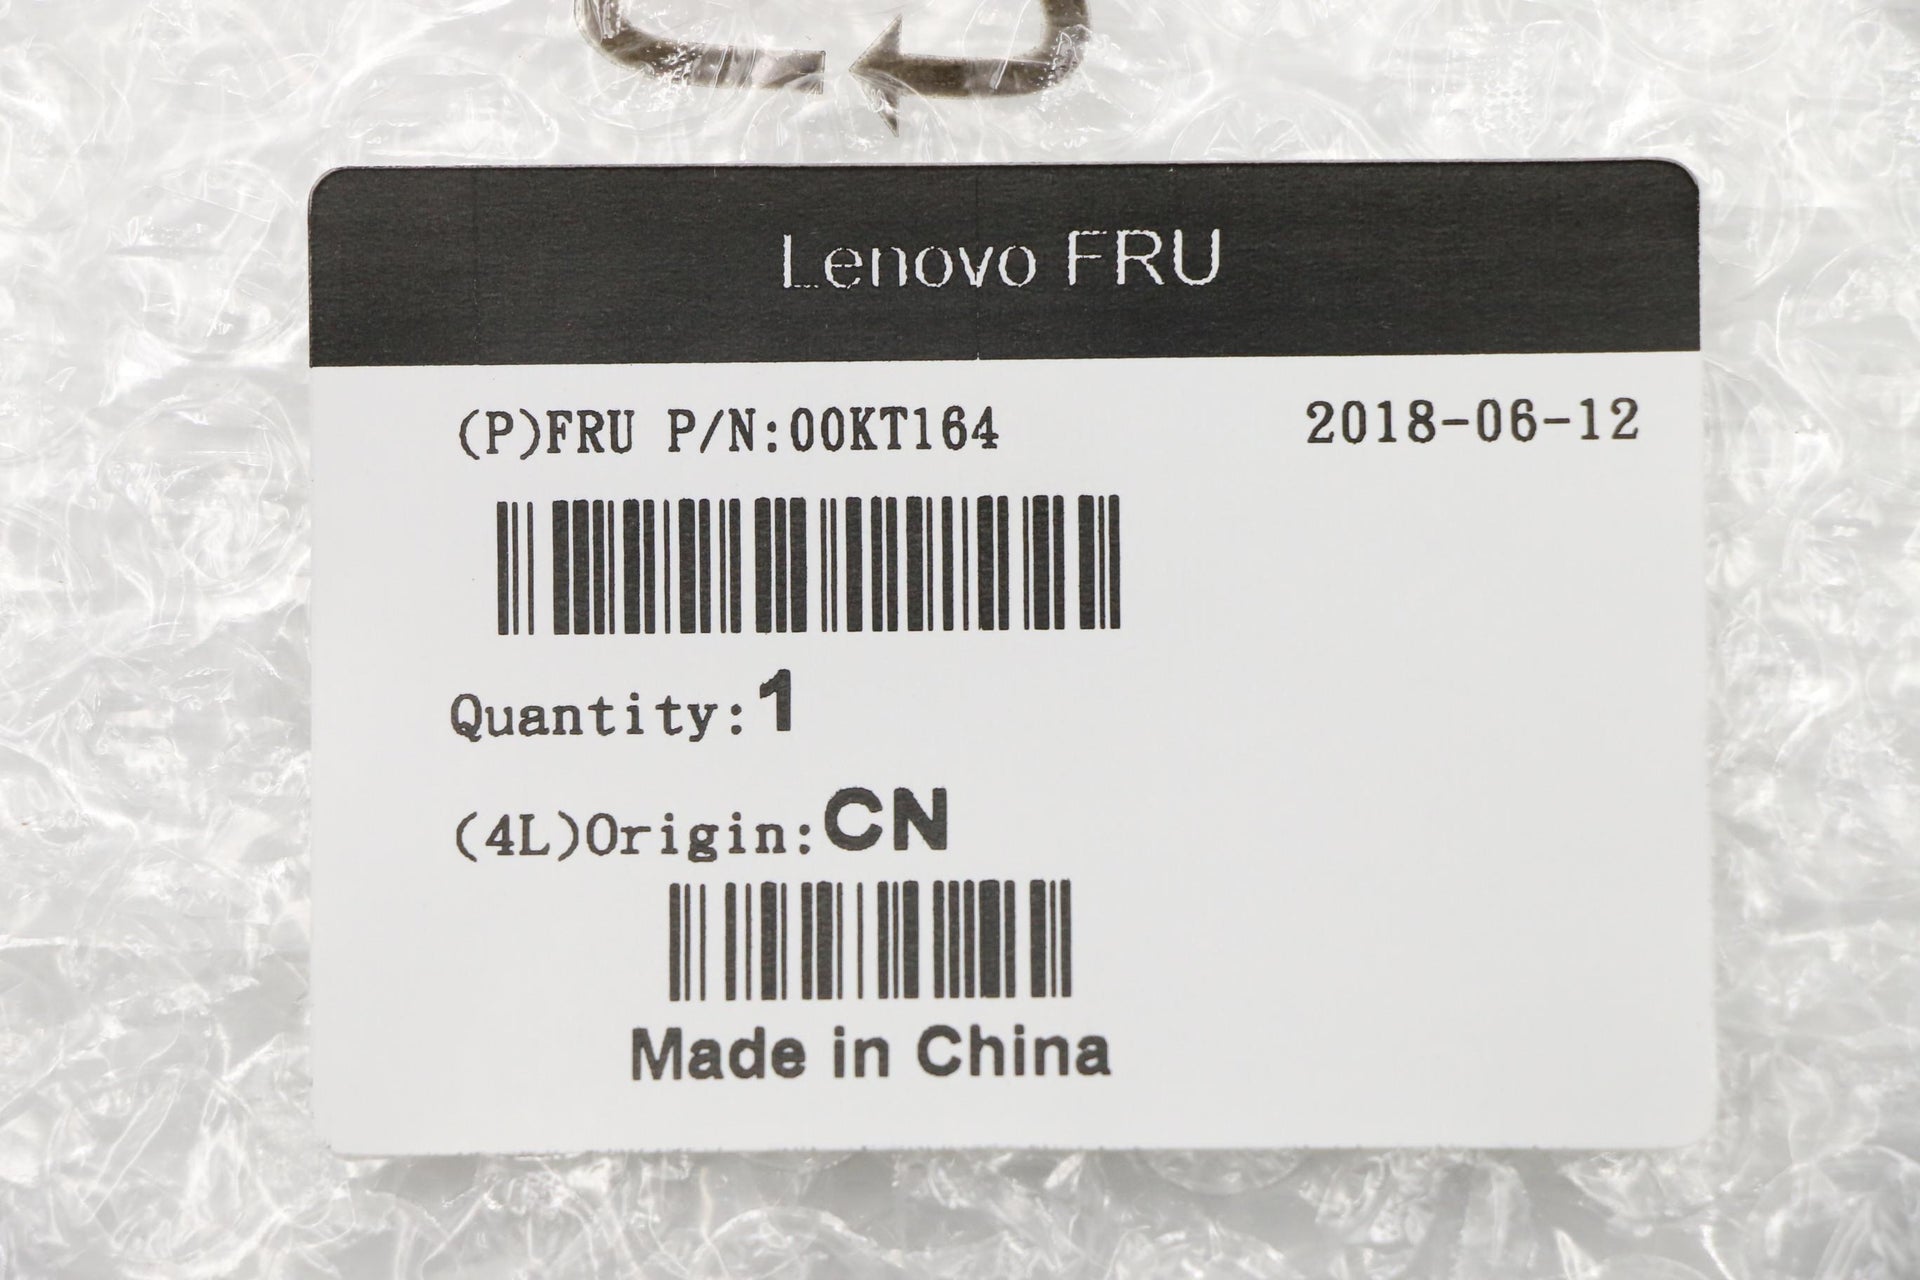 Lenovo FRU
(P)FRU P/N:00KT164 2018-06-12
Quantity:1
(4L)Origin:CN
Made in China